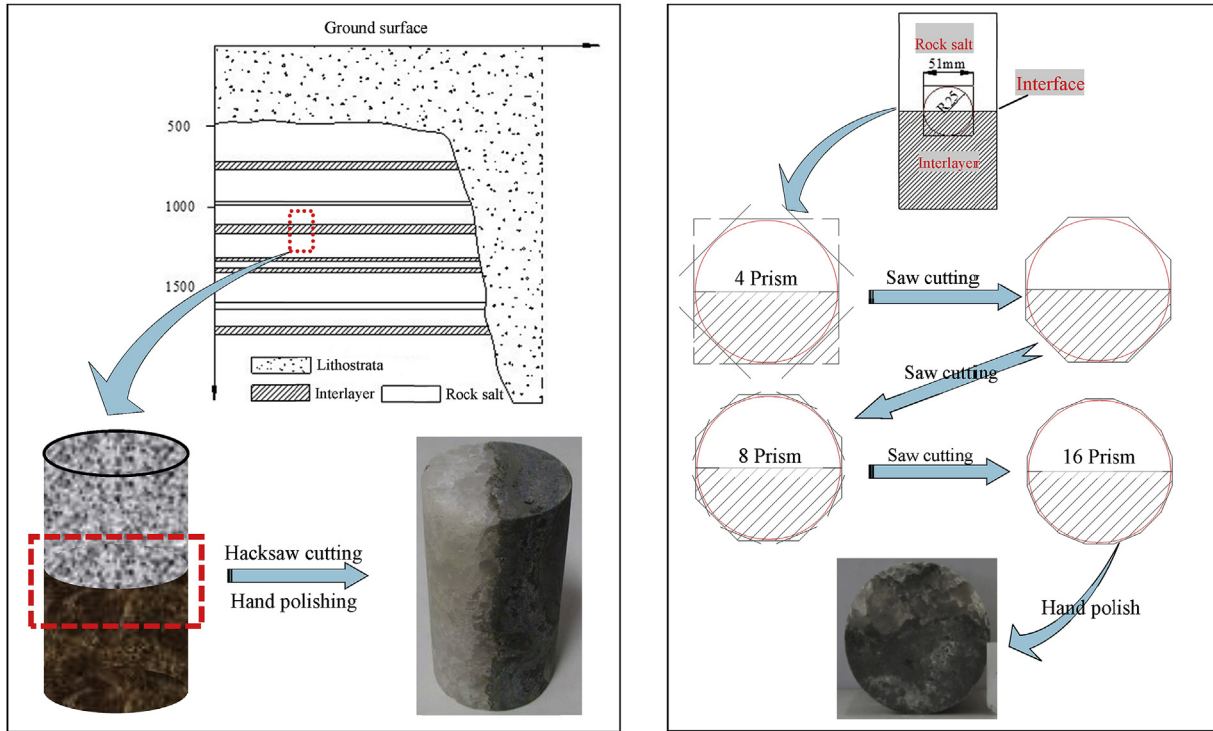 Ground surface
500
1000
1500
Lithostrata
Interlayer
Rock salt
Hacksaw cutting
Hand polishing
Rock salt
51mm
R25
Interface
Interlayer
4 Prism
Saw cutting
Saw cutting
8 Prism
Saw cutting
16 Prism
Hand polish